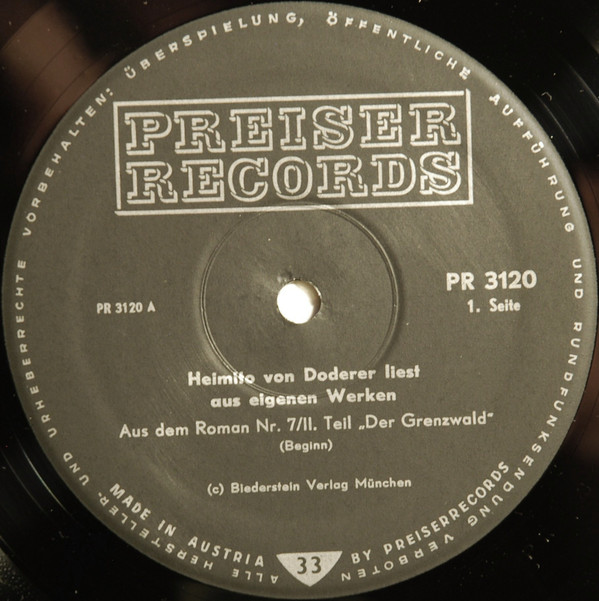 PREISER
RECORDS
PR 3120
1. Seite
PR 3120 A
Heimito von Doderer liest
aus eigenen Werken
Aus dem Roman Nr. 7/II. Teil „Der Grenzwald"
(Beginn)
(c) Biederstein Verlag München
MADE IN AUSTRIA
33
BY PREISERRECORDS
ALLE HERSTELLER- UND URHEBERRECHTE VORBEHALTEN: ÜBERSPIELUNG, ÖFFENTLICHE AUFFÜHRUNG UND RUNDFUNKSENDUNG VERBOTEN